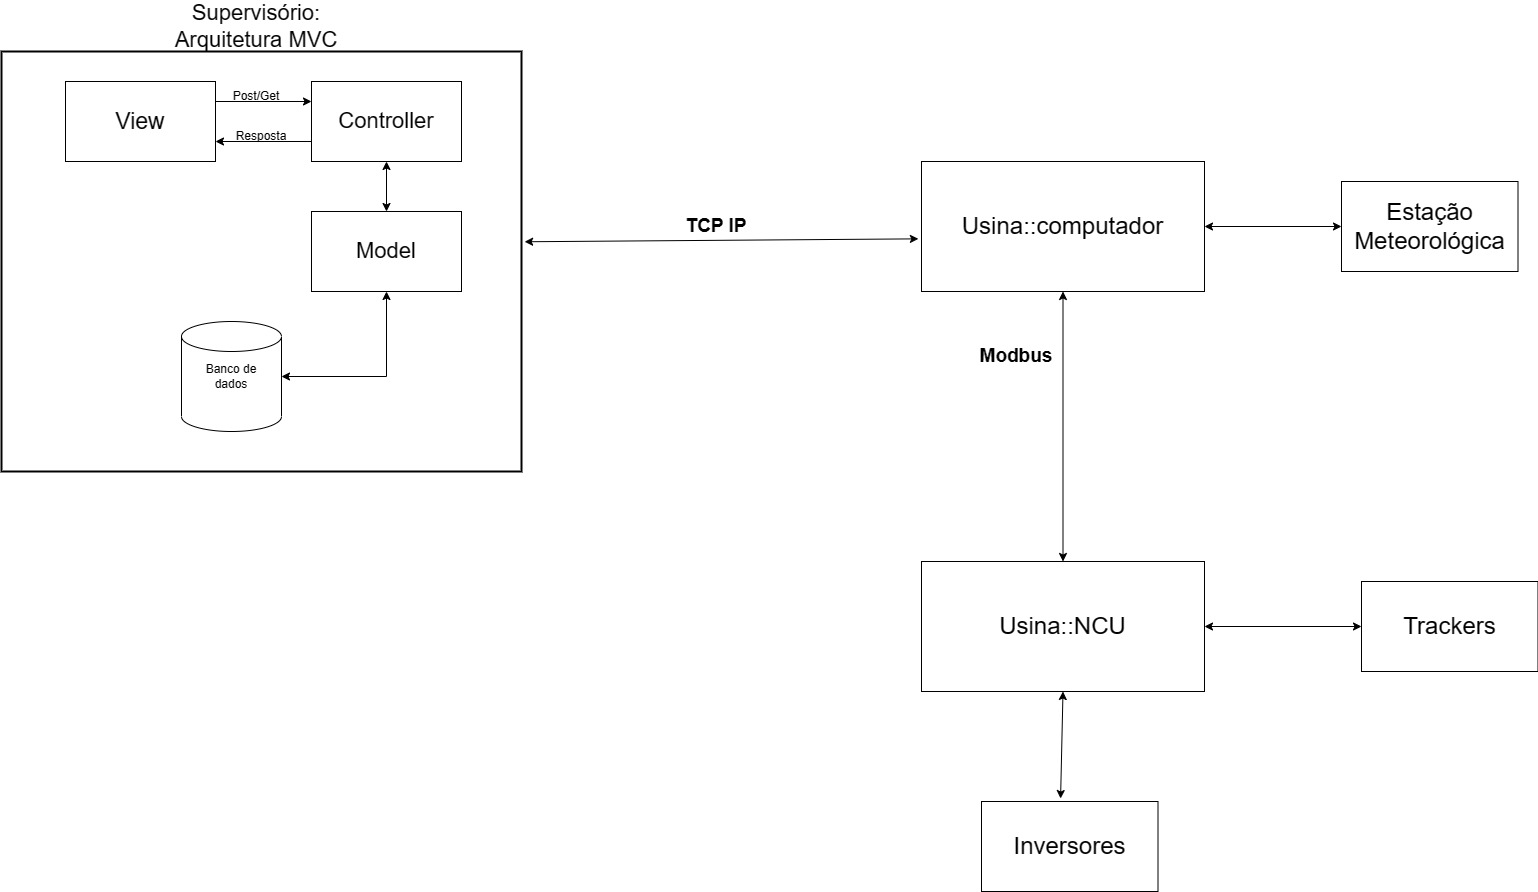 Supervisório:
Arquitetura MVC
View
Post/Get
Resposta
Controller
Model
Banco de
dados
TCP IP
Usina::computador
Estação
Meteorológica
Modbus
Usina::NCU
Trackers
Inversores